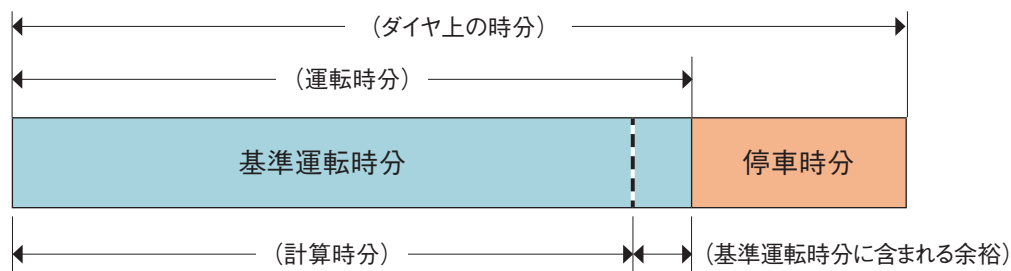 （ダイヤ上の時分）
（運転時分）
基準運転時分
停車時分
（計算時分）
（基準運転時分に含まれる余裕）